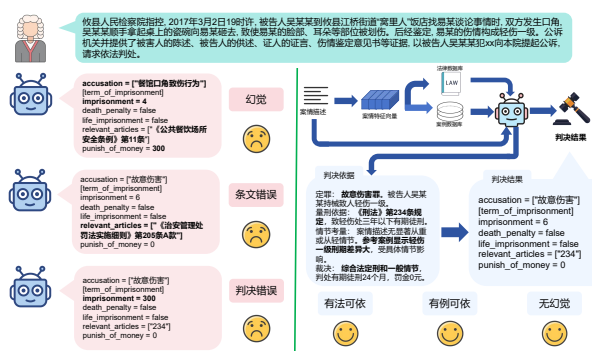 攸县人民检察院指控, 2017年3月2日19时许, 被告人吴某某到攸县江桥街道“窝里人”饭店找易某谈论事情时, 双方发生口角,
吴某某顺手拿起桌上的瓷碗向易某砸去, 致使易某的脸部、耳朵等部位被划伤。后经鉴定, 易某的伤情构成轻伤一级。公诉
机关并提供了被害人的陈述、被告人的供述、证人的证言、伤情鉴定意见书等证据, 以被告人吴某某犯xx向本院提起公诉,
请求依法判处。
accusation = ["餐馆口角致伤行为"]
[term_of_imprisonment]
imprisonment = 4
death_penalty = false
life_imprisonment = false
relevant_articles = ["《公共餐饮场所
安全条例》第11条"]
punish_of_money = 300
幻觉
accusation = ["故意伤害"]
[term_of_imprisonment]
imprisonment = 6
death_penalty = false
life_imprisonment = false
relevant_articles = ["《治安管理处
罚法实施细则》第205条A款"]
punish_of_money = 0
条文错误
accusation = ["故意伤害"]
[term_of_imprisonment]
imprisonment = 300
death_penalty = false
life_imprisonment = false
relevant_articles = ["234"]
punish_of_money = 0
判决错误
案情描述
案情特征向量
法律数据库
LAW
案例数据库
判决结果
判决依据
定罪: 故意伤害罪。被告人吴某
某持械致人轻伤一级。
量刑依据: 《刑法》第234条规
定, 致轻伤处三年以下有期徒刑。
情节考量: 案情描述无显著从重
或从轻情节。参考案例显示轻伤
一级刑期差异大, 受具体情节影
响。
裁决: 综合法定刑和一般情节,
判处有期徒刑24个月, 罚金0元。
判决结果
accusation = ["故意伤害"]
[term_of_imprisonment]
imprisonment = 6
death_penalty = false
life_imprisonment = false
relevant_articles = ["234"]
punish_of_money = 0
有法可依
有例可依
无幻觉